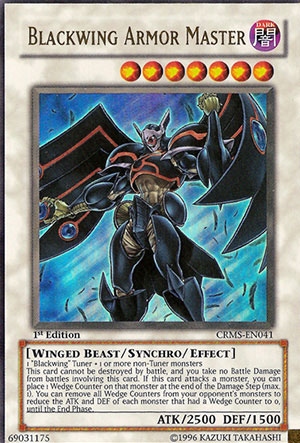 BLACKWING ARMOR MASTER
DARK
闇
1st Edition
CRMS-EN041
[WINGED BEAST/SYNCHRO/EFFECT]
1 "Blackwing" Tuner + 1 or more non-Tuner monsters
This card cannot be destroyed by battle, and you take no Battle Damage
from battles involving this card. If this card attacks a monster, you can
place 1 Wedge Counter on that monster at the end of the Damage Step (max.
1). You can remove all Wedge Counters from your opponent's monsters to
reduce the ATK and DEF of each monster that had a Wedge Counter to 0,
until the End Phase.
ATK/2500 DEF/1500
69031175
©1996 KAZUKI TAKAHASHI